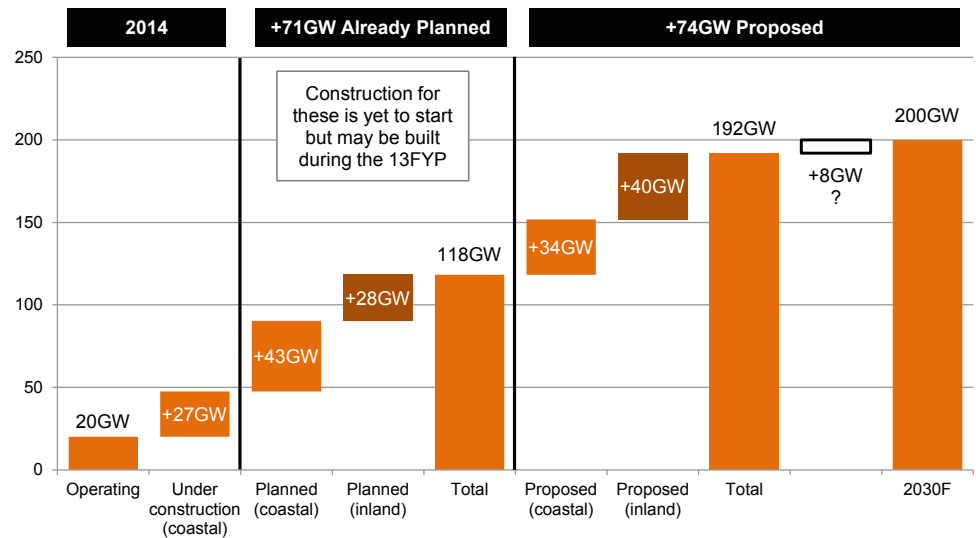 2014
+71GW Already Planned
+74GW Proposed
250
200
150
100
50
0
Construction for
these is yet to start
but may be built
during the 13FYP
20GW
+27GW
+43GW
+28GW
118GW
+34GW
+40GW
192GW
+8GW
?
200GW
Operating
Under
construction
(coastal)
Planned
(coastal)
Planned
(inland)
Total
Proposed
(coastal)
Proposed
(inland)
Total
2030F